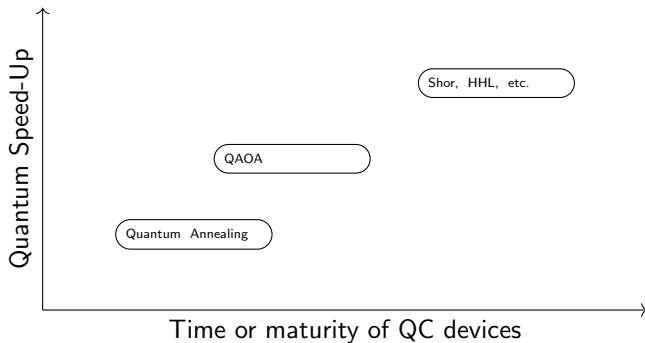 Quantum Speed-Up
Shor, HHL, etc.
QAOA
Quantum Annealing
Time or maturity of QC devices